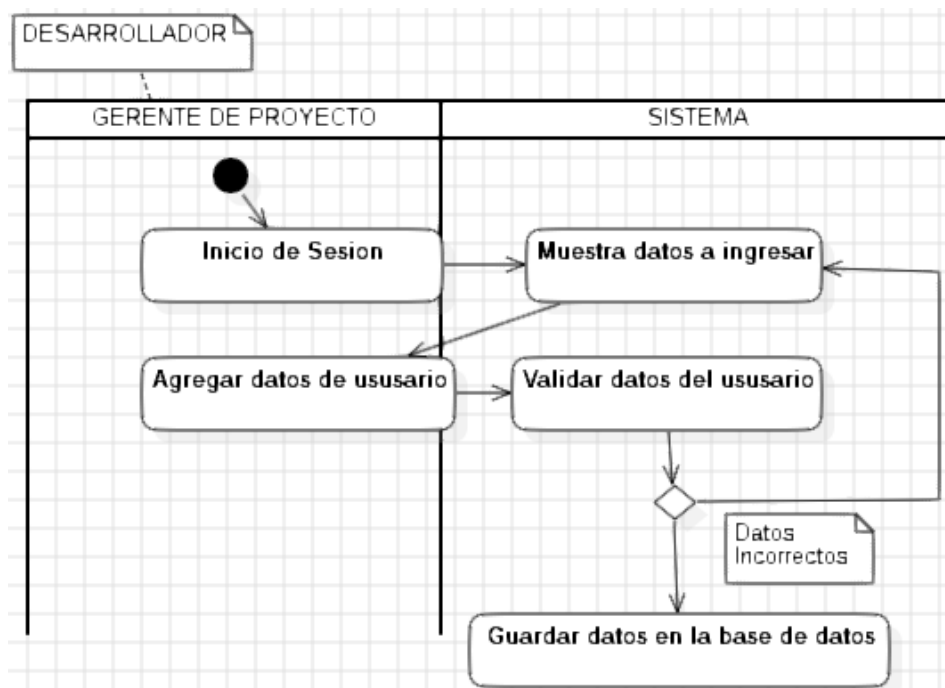 DESARROLLADOR
GERENTE DE PROYECTO
SISTEMA
Inicio de Sesion
Muestra datos a ingresar
Agregar datos de ususario
Validar datos del ususario
Datos
Incorrectos
Guardar datos en la base de datos